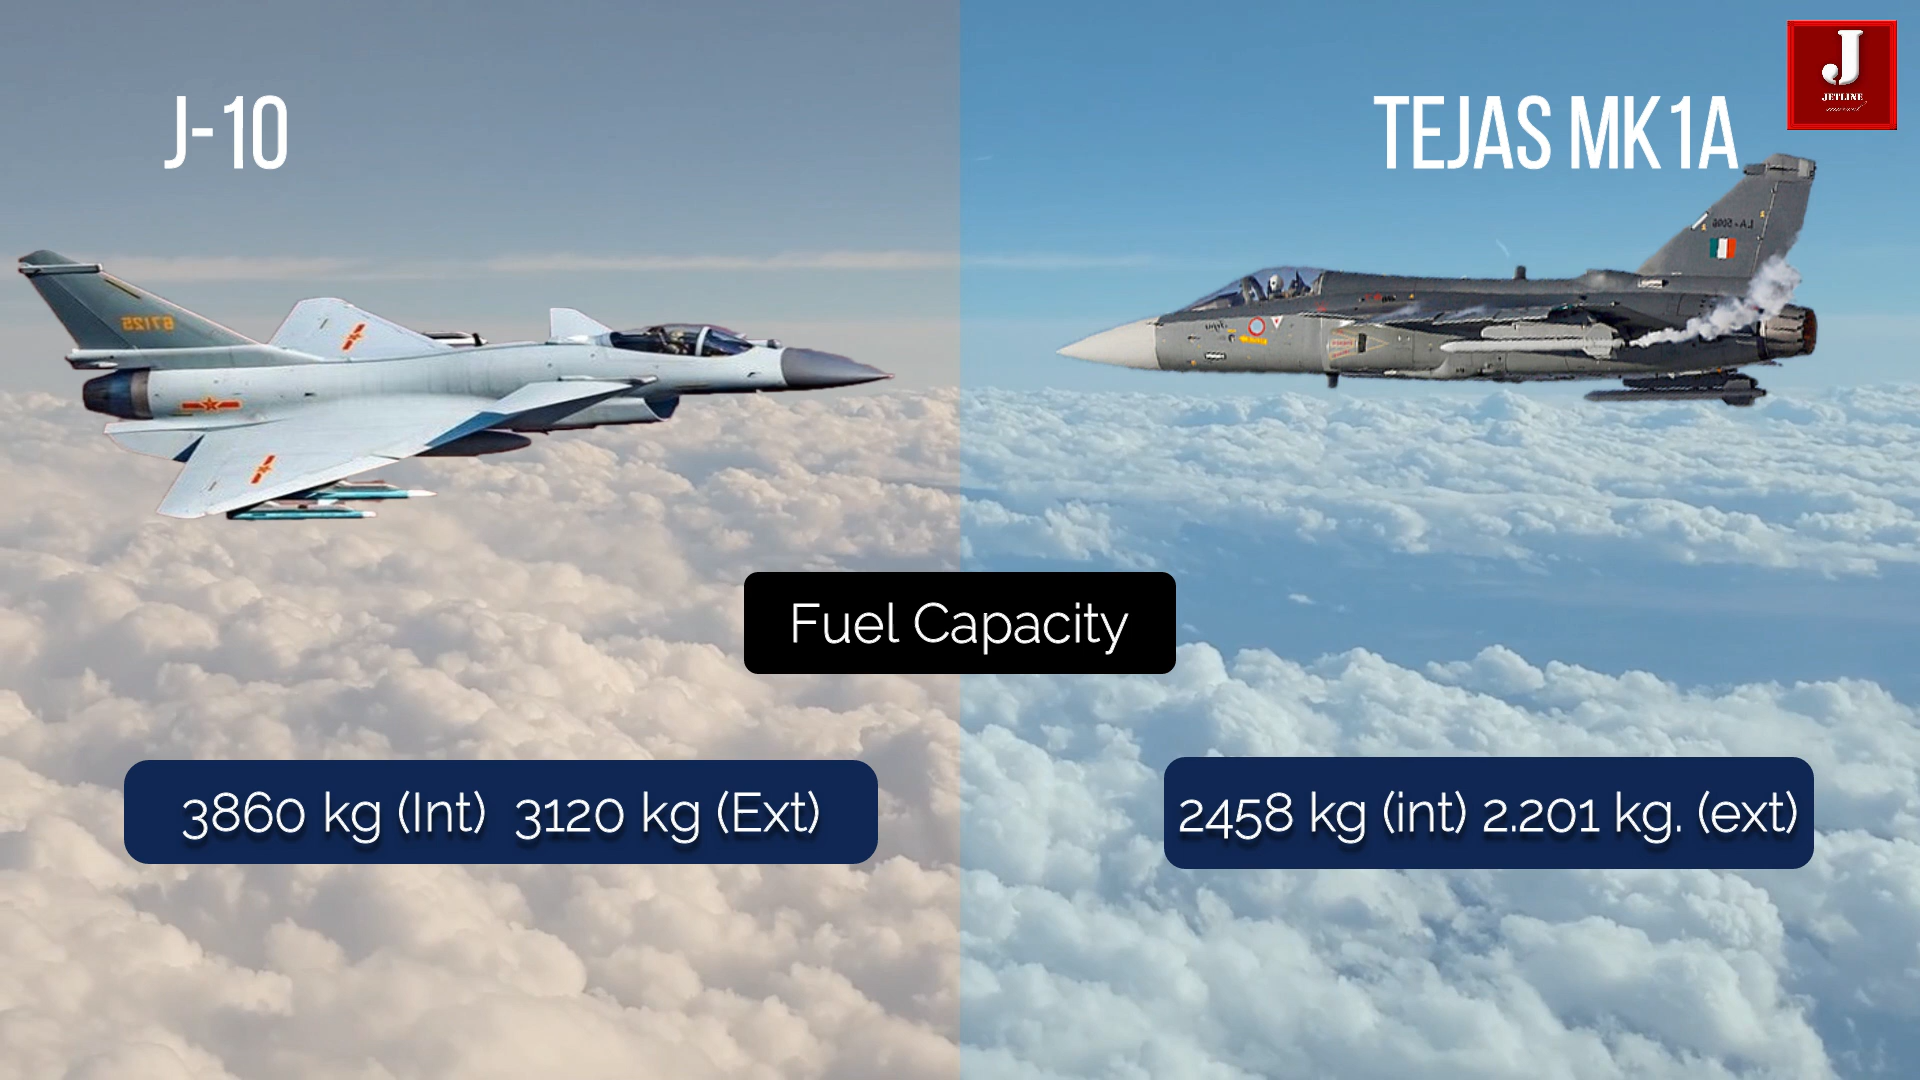 J-10
TEJAS MK1A
J
JETLINE
Fuel Capacity
3860 kg (Int) 3120 kg (Ext)
2458 kg (int) 2.201 kg. (ext)